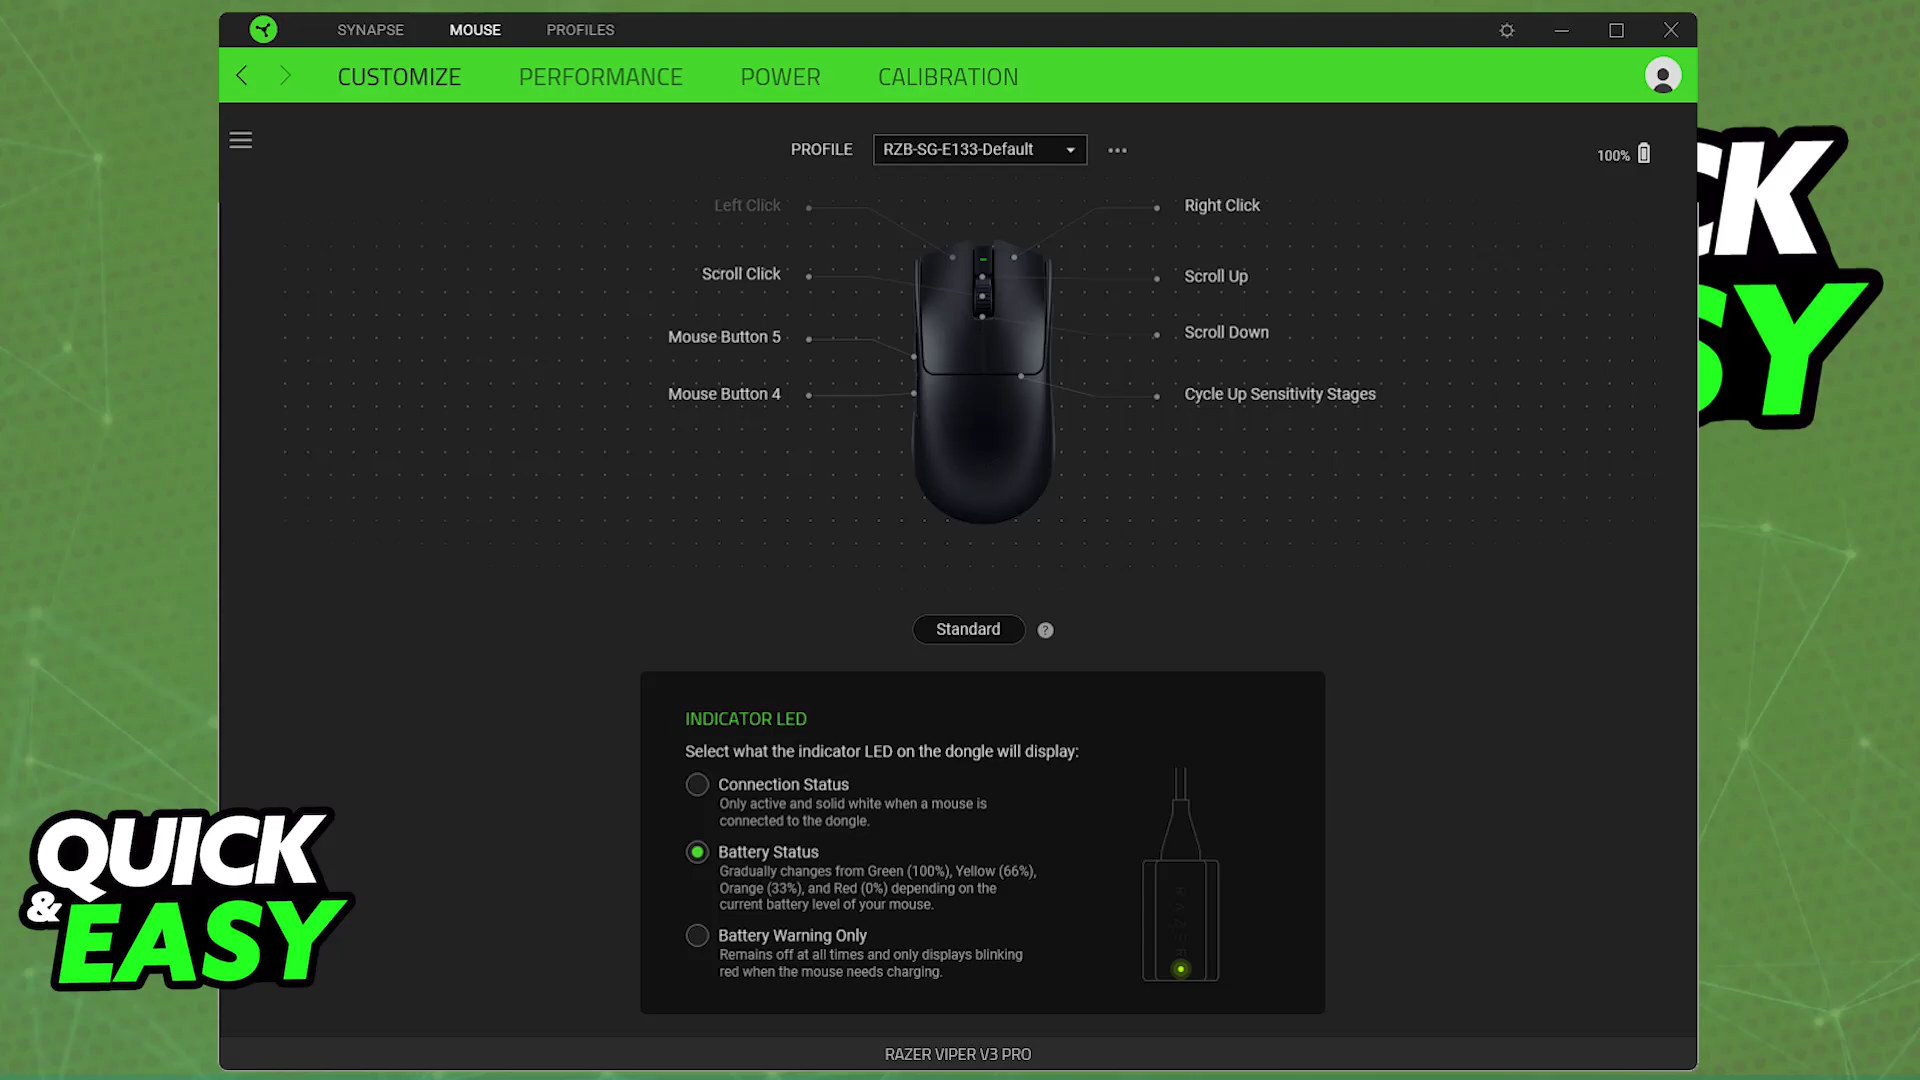 SYNAPSE MOUSE PROFILES
CUSTOMIZE PERFORMANCE POWER CALIBRATION
PROFILE RZB-SG-E133-Default
100%
Left Click
Right Click
Scroll Click
Scroll Up
Mouse Button 5
Scroll Down
Mouse Button 4
Cycle Up Sensitivity Stages
Standard ?
INDICATOR LED
Select what the indicator LED on the dongle will display:
Connection Status
Only active and solid white when a mouse is
connected to the dongle.
Battery Status
Gradually changes from Green (100%), Yellow (66%),
Orange (33%), and Red (0%) depending on the
current battery level of your mouse.
Battery Warning Only
Remains off at all times and only displays blinking
red when the mouse needs charging.
RAZER VIPER V3 PRO
QUICK
& EASY
CK
SY